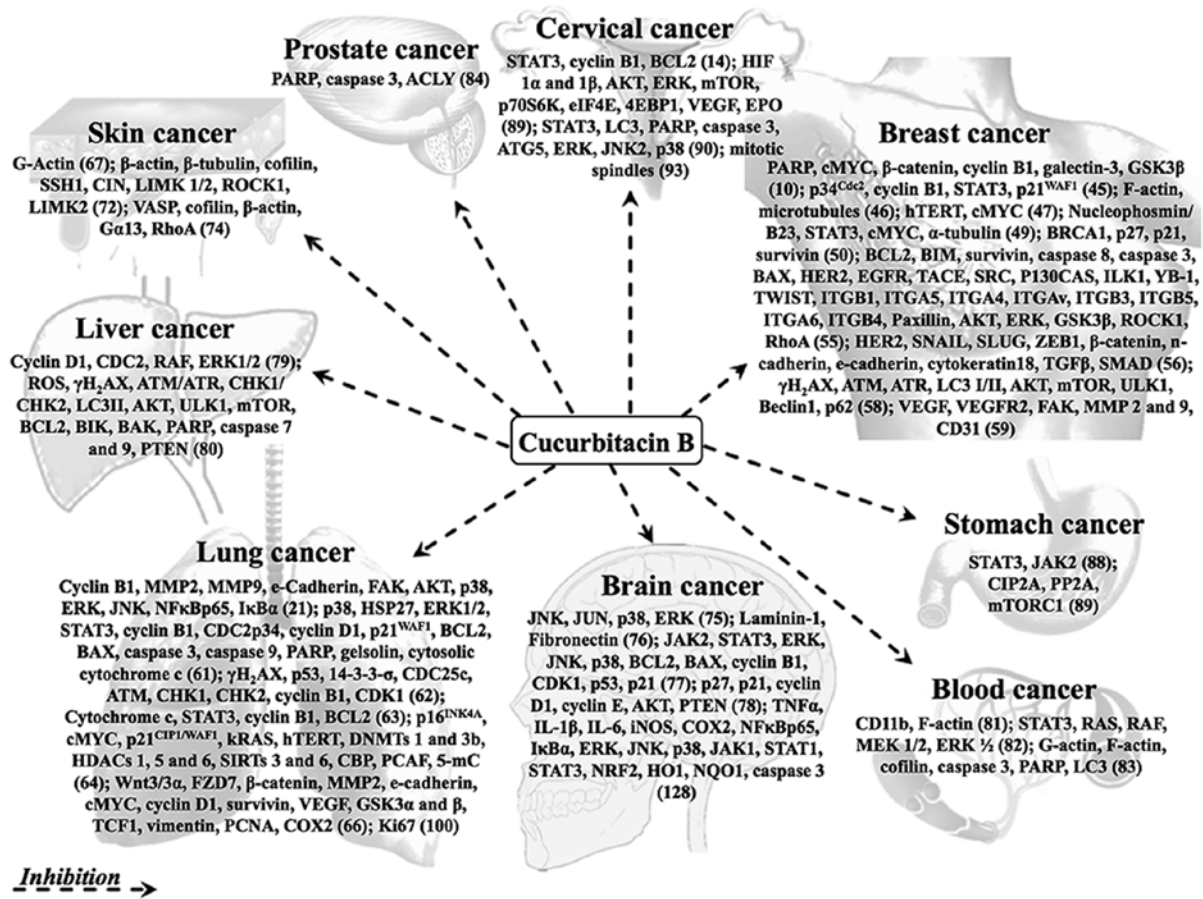 Prostate cancer
PARP, caspase 3, ACLY (84)
Cervical cancer
STAT3, cyclin B1, BCL2 (14); HIF
1α and 1β, AKT, ERK, mTOR,
p70S6K, eIF4E, 4EBP1, VEGF, EPO
(89); STAT3, LC3, PARP, caspase 3,
ATG5, ERK, JNK2, p38 (90); mitotic
spindles (93)
Skin cancer
G-Actin (67); β-actin, β-tubulin, cofilin,
SSH1, CIN, LIMK 1/2, ROCK1,
LIMK2 (72); VASP, cofilin, β-actin,
Gα13, RhoA (74)
Breast cancer
PARP, cMYC, β-catenin, cyclin B1, galectin-3, GSK3β
(10); p34Cdc2, cyclin B1, STAT3, p21WAF1 (45); F-actin,
microtubules (46); hTERT, cMYC (47); Nucleophosmin/
B23, STAT3, cMYC, α-tubulin (49); BRCA1, p27, p21,
survivin (50); BCL2, BIM, survivin, caspase 8, caspase 3,
BAX, HER2, EGFR, TACE, SRC, P130CAS, ILK1, YB-1,
TWIST, ITGB1, ITGA5, ITGA4, ITGAv, ITGB3, ITGB5,
ITGA6, ITGB4, Paxillin, AKT, ERK, GSK3β, ROCK1,
RhoA (55); HER2, SNAIL, SLUG, ZEB1, β-catenin, n-
cadherin, e-cadherin, cytokeratin18, TGFβ, SMAD (56);
γH₂AX, ATM, ATR, LC3 I/II, AKT, mTOR, ULK1,
Beclin1, p62 (58); VEGF, VEGFR2, FAK, MMP 2 and 9,
CD31 (59)
Liver cancer
Cyclin D1, CDC2, RAF, ERK1/2 (79);
ROS, γH₂AX, ATM/ATR, CHK1/
CHK2, LC3II, AKT, ULK1, mTOR,
BCL2, BIK, BAK, PARP, caspase 7
and 9, PTEN (80)
Cucurbitacin B
Lung cancer
Cyclin B1, MMP2, MMP9, e-Cadherin, FAK, AKT, p38,
ERK, JNK, NFκBp65, IκBα (21); p38, HSP27, ERK1/2,
STAT3, cyclin B1, CDC2p34, cyclin D1, p21WAF1, BCL2,
BAX, caspase 3, caspase 9, PARP, gelsolin, cytosolic
cytochrome c (61); γH₂AX, p53, 14-3-3-σ, CDC25c,
ATM, CHK1, CHK2, cyclin B1, CDK1 (62);
Cytochrome c, STAT3, cyclin B1, BCL2 (63); p16INK4A,
cMYC, p21CIP1/WAF1, kRAS, hTERT, DNMTs 1 and 3b,
HDACs 1, 5 and 6, SIRTs 3 and 6, CBP, PCAF, 5-mC
(64); Wnt3/3α, FZD7, β-catenin, MMP2, e-cadherin,
cMYC, cyclin D1, survivin, VEGF, GSK3α and β,
TCF1, vimentin, PCNA, COX2 (66); Ki67 (100)
Brain cancer
JNK, JUN, p38, ERK (75); Laminin-1,
Fibronectin (76); JAK2, STAT3, ERK,
JNK, p38, BCL2, BAX, cyclin B1,
CDK1, p53, p21 (77); p27, p21, cyclin
D1, cyclin E, AKT, PTEN (78); TNFα,
IL-1β, IL-6, iNOS, COX2, NFκBp65,
IκBα, ERK, JNK, p38, JAK1, STAT1,
STAT3, NRF2, HO1, NQO1, caspase 3
(128)
Stomach cancer
STAT3, JAK2 (88);
CIP2A, PP2A,
mTORC1 (89)
Blood cancer
CD11b, F-actin (81); STAT3, RAS, RAF,
MEK 1/2, ERK ½ (82); G-actin, F-actin,
cofilin, caspase 3, PARP, LC3 (83)
Inhibition